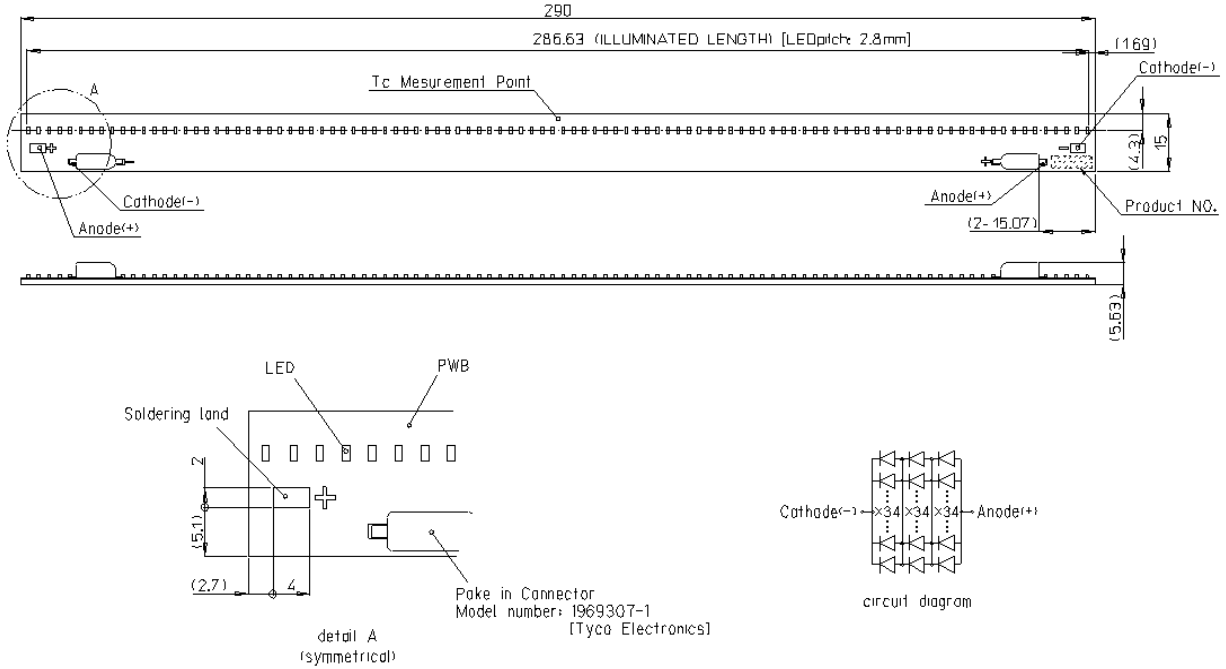 290
286.63 (ILLUMINATED LENGTH) [LEDpitch: 2.8mm]
(169)
Cathode(-)
A
Tc Mesurement Point
(4.3)
15
Cathode(-)
Anode(+)
Anode(+)
Product NO.
(2-15.07)
(5.63)
LED
PWB
Soldering land
2
(5.1)
(2.7)
4
Poke in Connector
Model number: 1969307-1
[Tyco Electronics]
detail A
(symmetrical)
Cathode(-) ×34 ×34 ×34 Anode(+)
circuit diagram